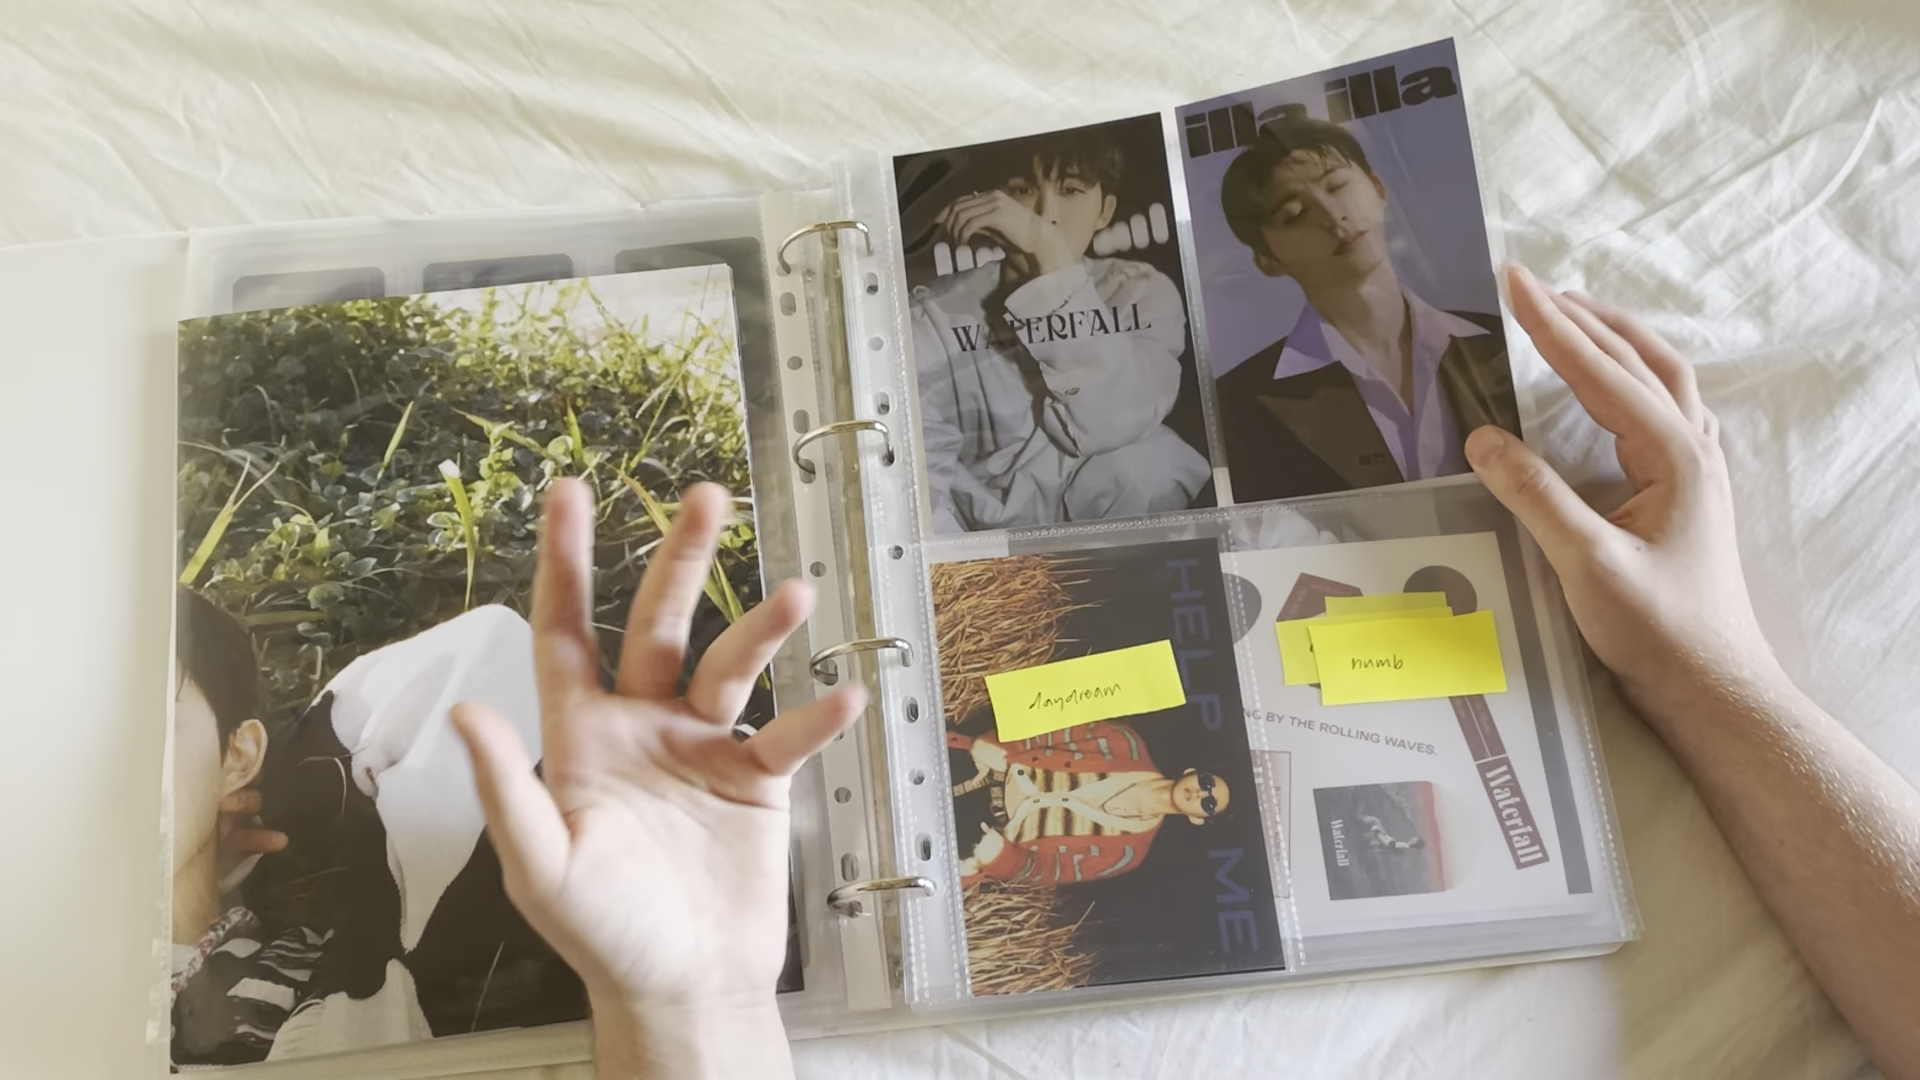 illa illa
WATERFALL
HELP ME
daydream
numb
BY THE ROLLING WAVES.
Waterfall
Waterfall